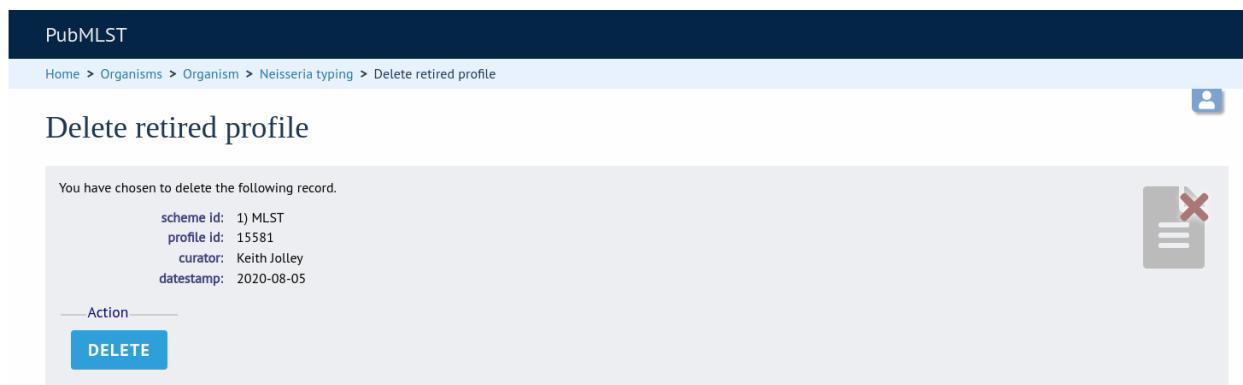 PubMLST
Home > Organisms > Organism > Neisseria typing > Delete retired profile
Delete retired profile
You have chosen to delete the following record.
scheme id: 1) MLST
profile id: 15581
curator: Keith Jolley
datestamp: 2020-08-05
Action
DELETE